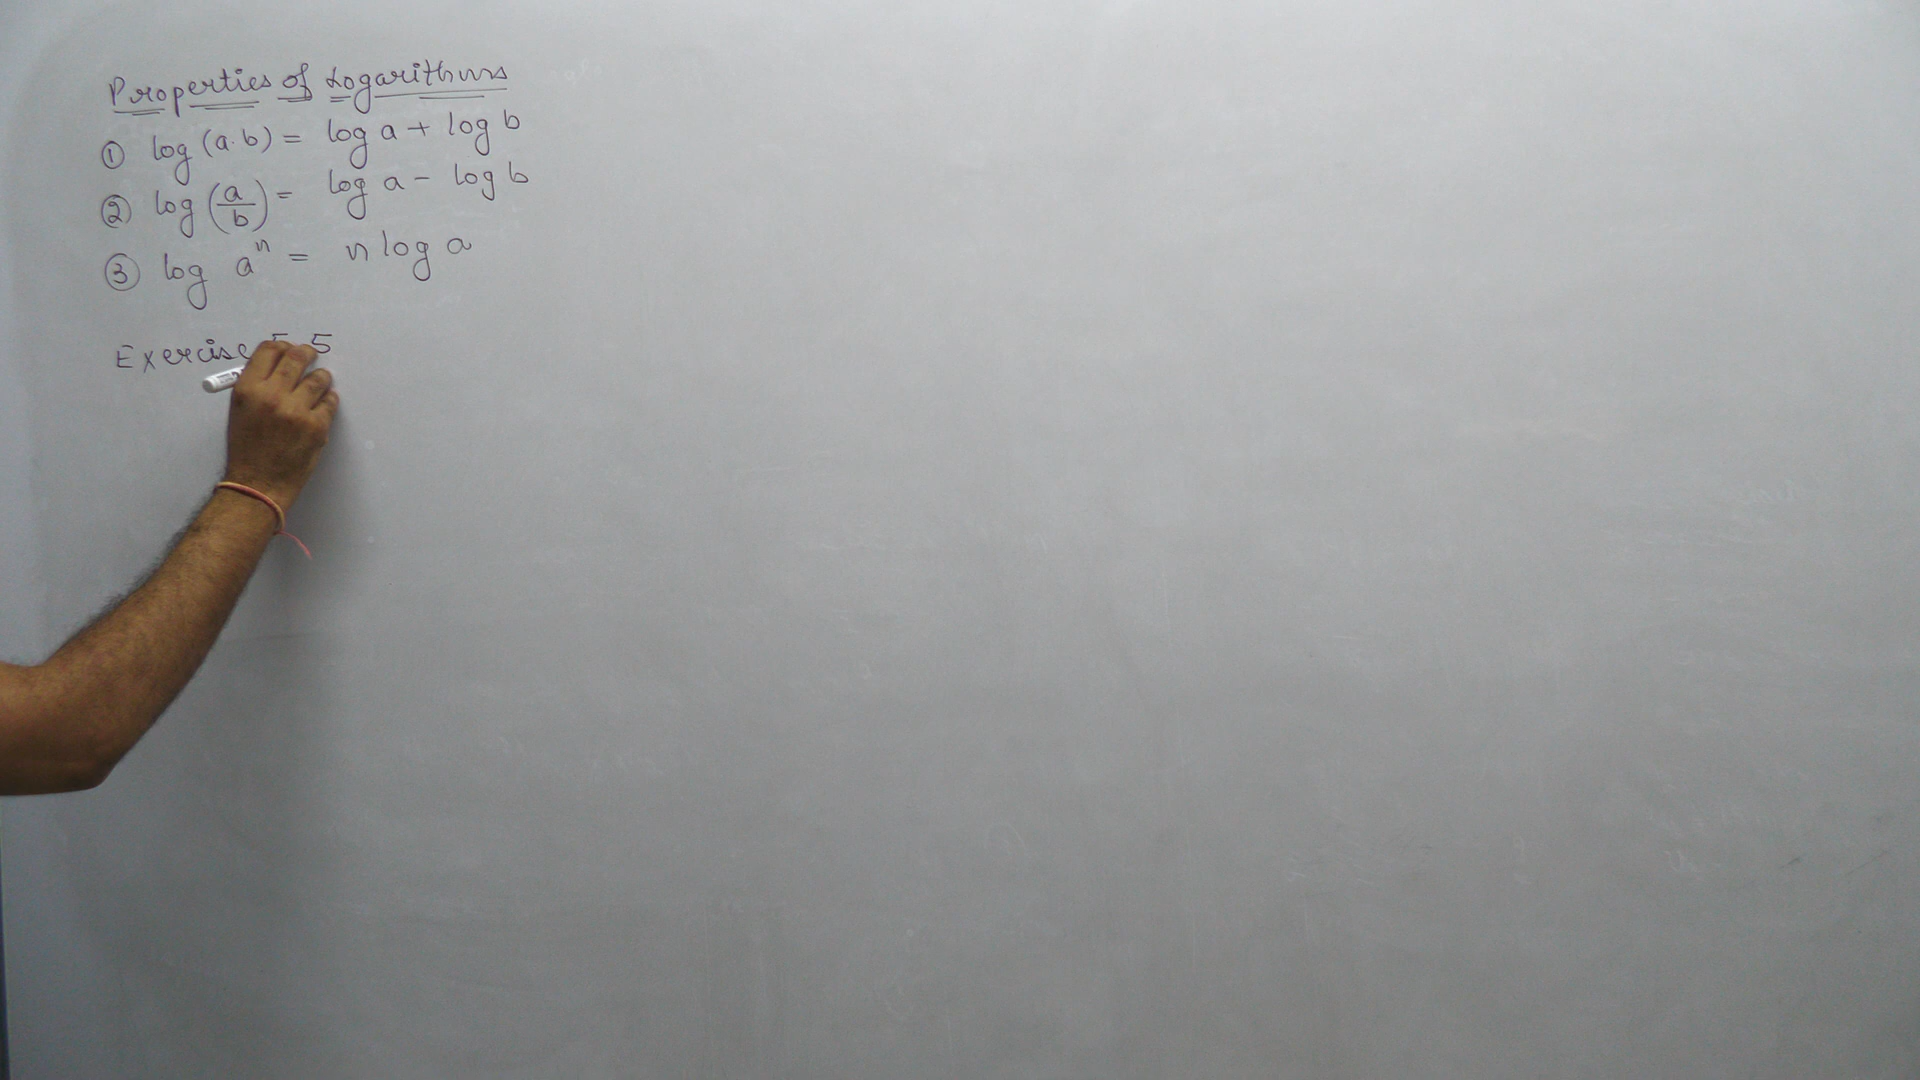 Properties of Logarithms
① log (a·b) = log a + log b
② log (a/b) = log a - log b
③ log aⁿ = n log a
Exercise 5.5